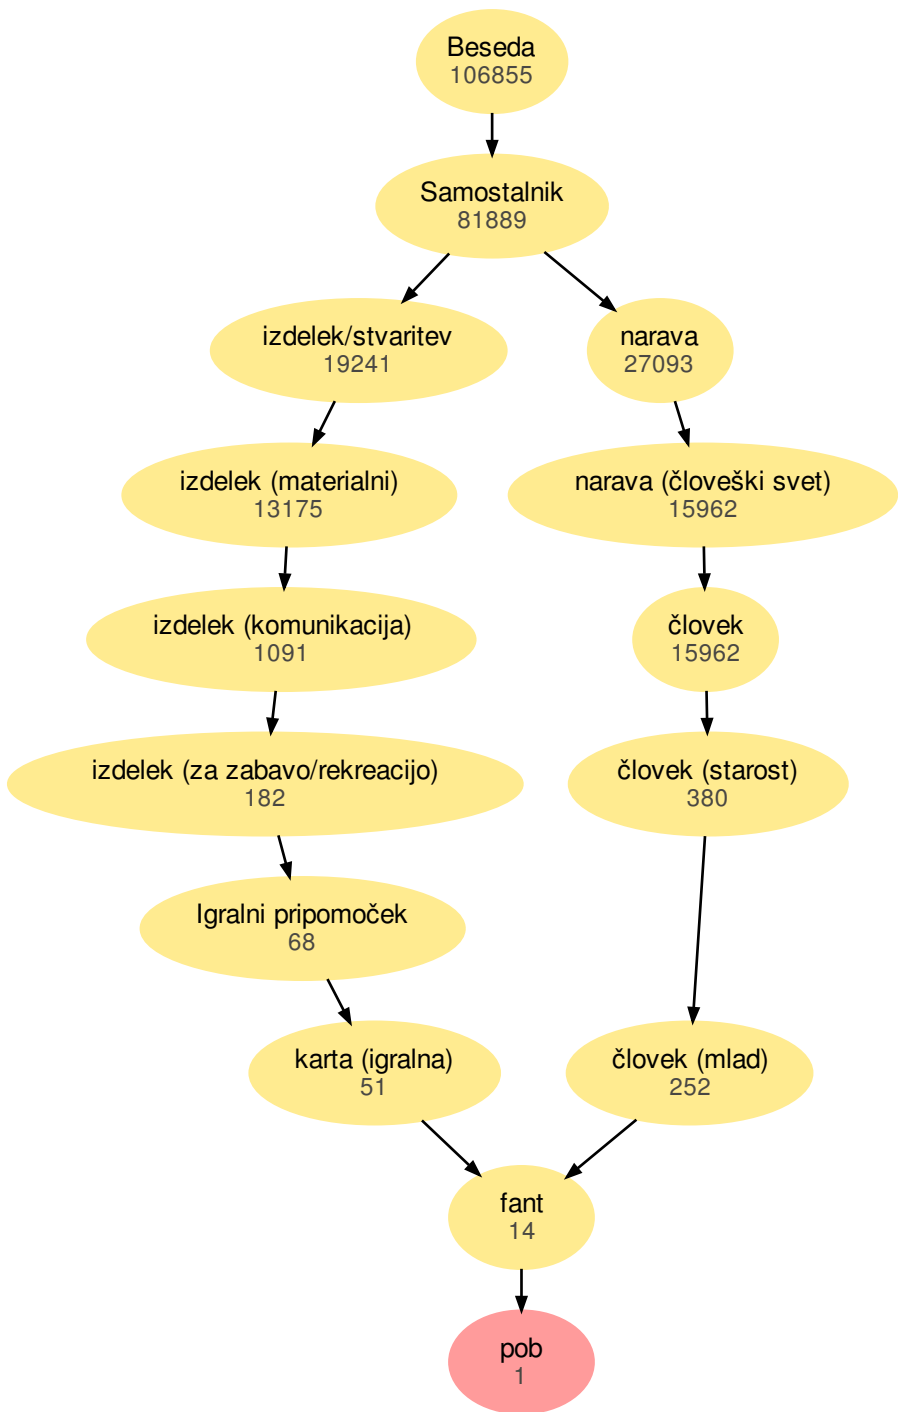 Beseda
106855
Samostalnik
81889
izdelek/stvaritev
19241
narava
27093
izdelek (materialni)
13175
narava (človeški svet)
15962
izdelek (komunikacija)
1091
človek
15962
izdelek (za zabavo/rekreacijo)
182
človek (starost)
380
Igralni pripomoček
68
karta (igralna)
51
človek (mlad)
252
fant
14
pob
1